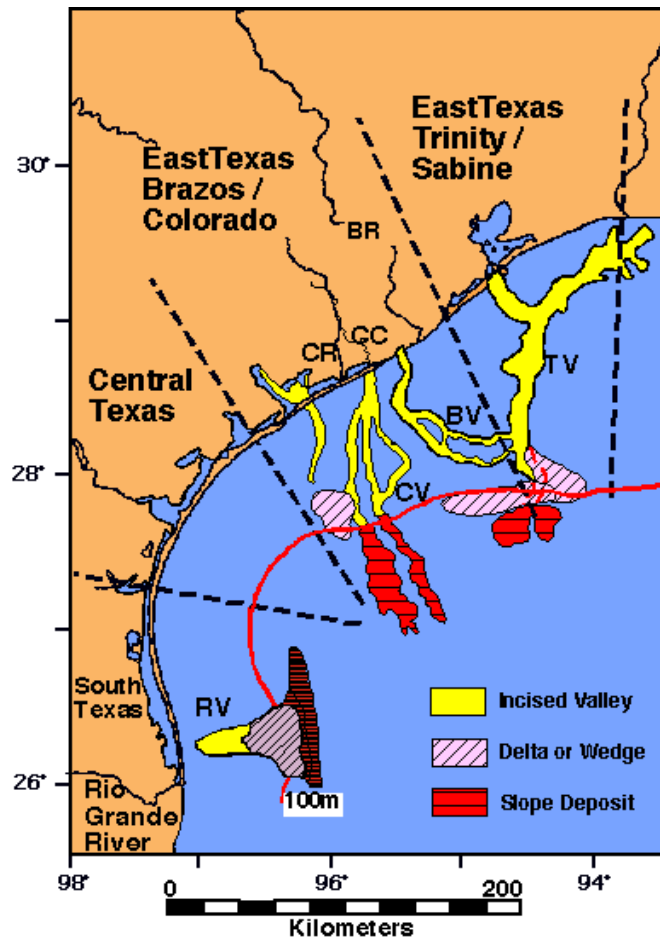 EastTexas
Trinity /
Sabine
30°
EastTexas
Brazos /
Colorado
BR
CC
CR
TV
Central
Texas
BV
28°
CV
South
Texas
RV
Incised Valley
Delta or Wedge
26°
Rio
Grande
River
100m
Slope Deposit
98°
96°
94°
0
200
Kilometers